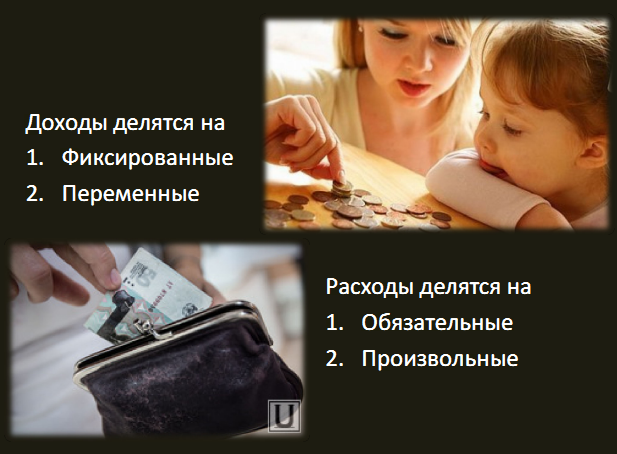 Доходы делятся на
1. Фиксированные
2. Переменные
Расходы делятся на
1. Обязательные
2. Произвольные
U